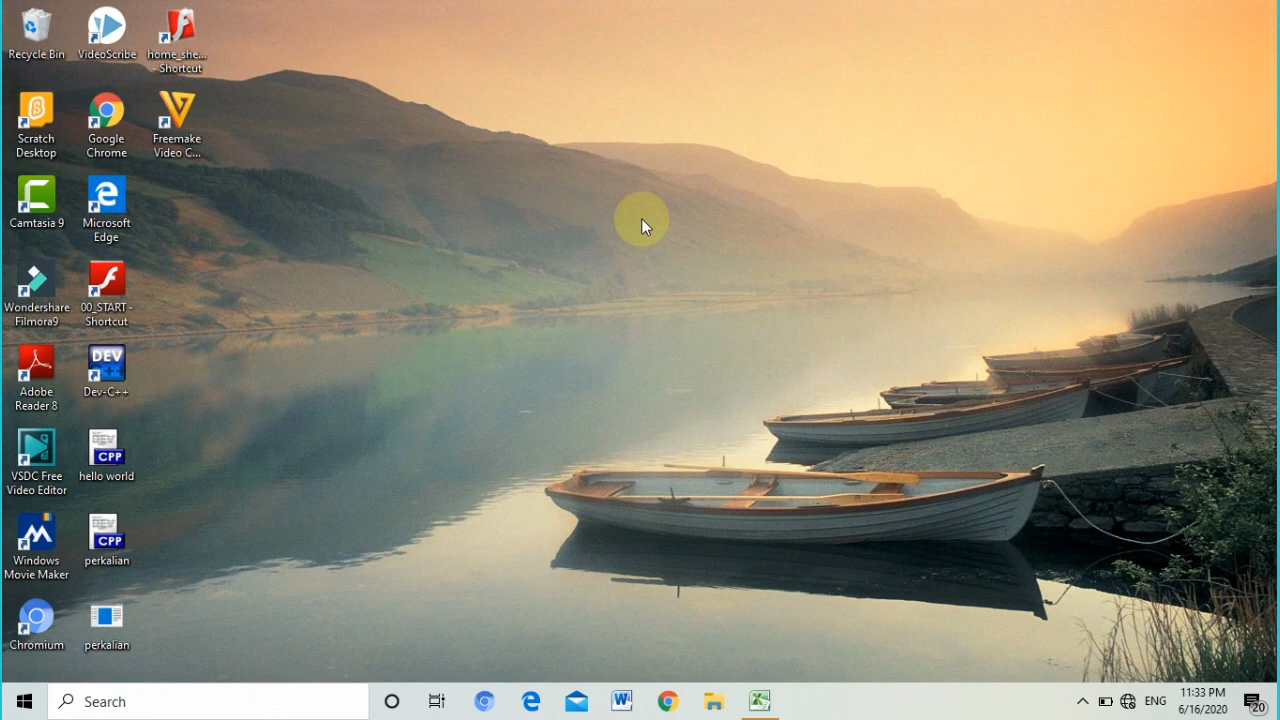 Recycle Bin
VideoScribe
home_she...
- Shortcut
Scratch
Desktop
Google
Chrome
Freemake
Video C...
Camtasia 9
Microsoft
Edge
Wondershare
Filmora9
00_START -
Shortcut
Adobe
Reader 8
DEV
Dev-C++
VSDC Free
Video Editor
DEV
CPP
hello world
Windows
Movie Maker
DEV
CPP
perkalian
Chromium
perkalian
Search
ENG
11:33 PM
6/16/2020
20